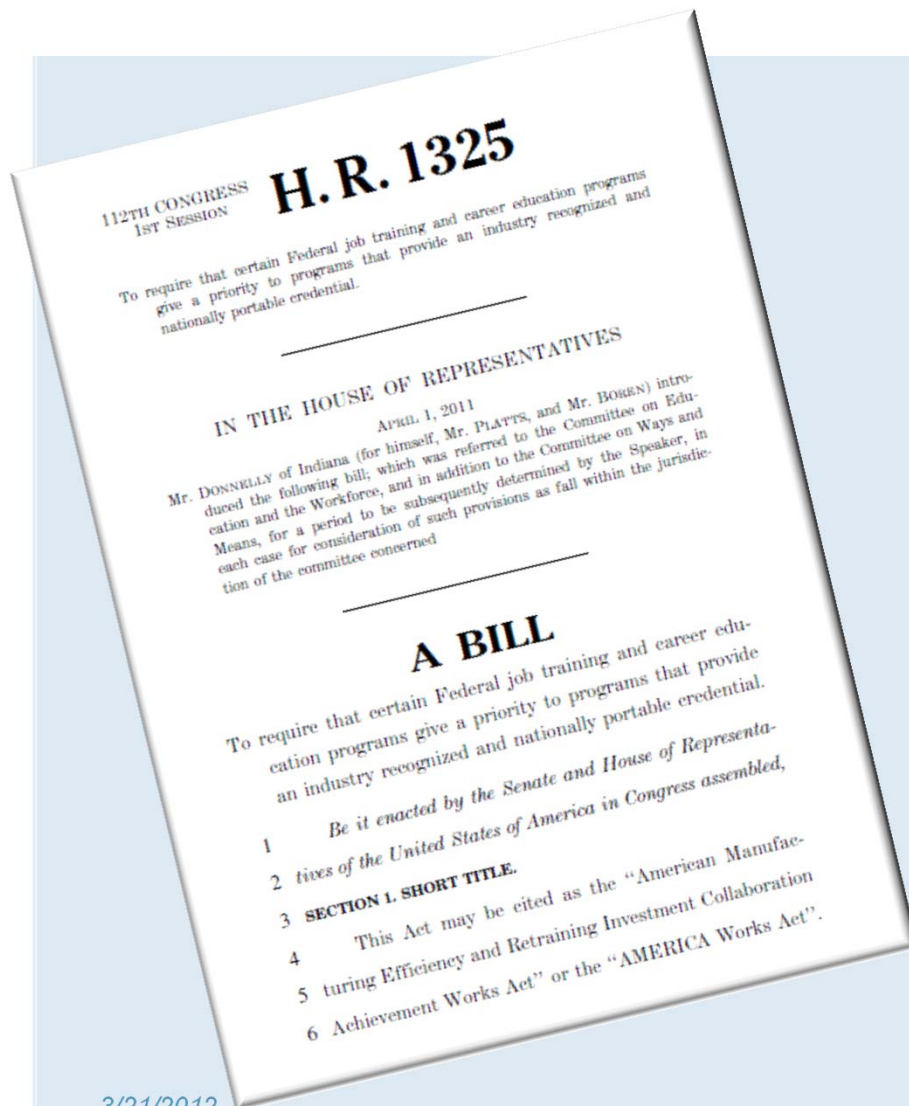 112TH CONGRESS
1ST SESSION
H. R. 1325
To require that certain Federal job training and career education programs
give a priority to programs that provide an industry recognized and
nationally portable credential.
IN THE HOUSE OF REPRESENTATIVES
APRIL 1, 2011
Mr. DONNELLY of Indiana (for himself, Mr. PLATTS, and Mr. BOREN) intro-
duced the following bill; which was referred to the Committee on Edu-
cation and the Workforce, and in addition to the Committee on Ways and
Means, for a period to be subsequently determined by the Speaker, in
each case for consideration of such provisions as fall within the jurisdic-
tion of the committee concerned
A BILL
To require that certain Federal job training and career edu-
cation programs give a priority to programs that provide
an industry recognized and nationally portable credential.
1 Be it enacted by the Senate and House of Representa-
2 tives of the United States of America in Congress assembled,
3 SECTION 1. SHORT TITLE.
4 This Act may be cited as the “American Manufac-
5 turing Efficiency and Retraining Investment Collaboration
6 Achievement Works Act” or the “AMERICA Works Act”.
3/21/2012